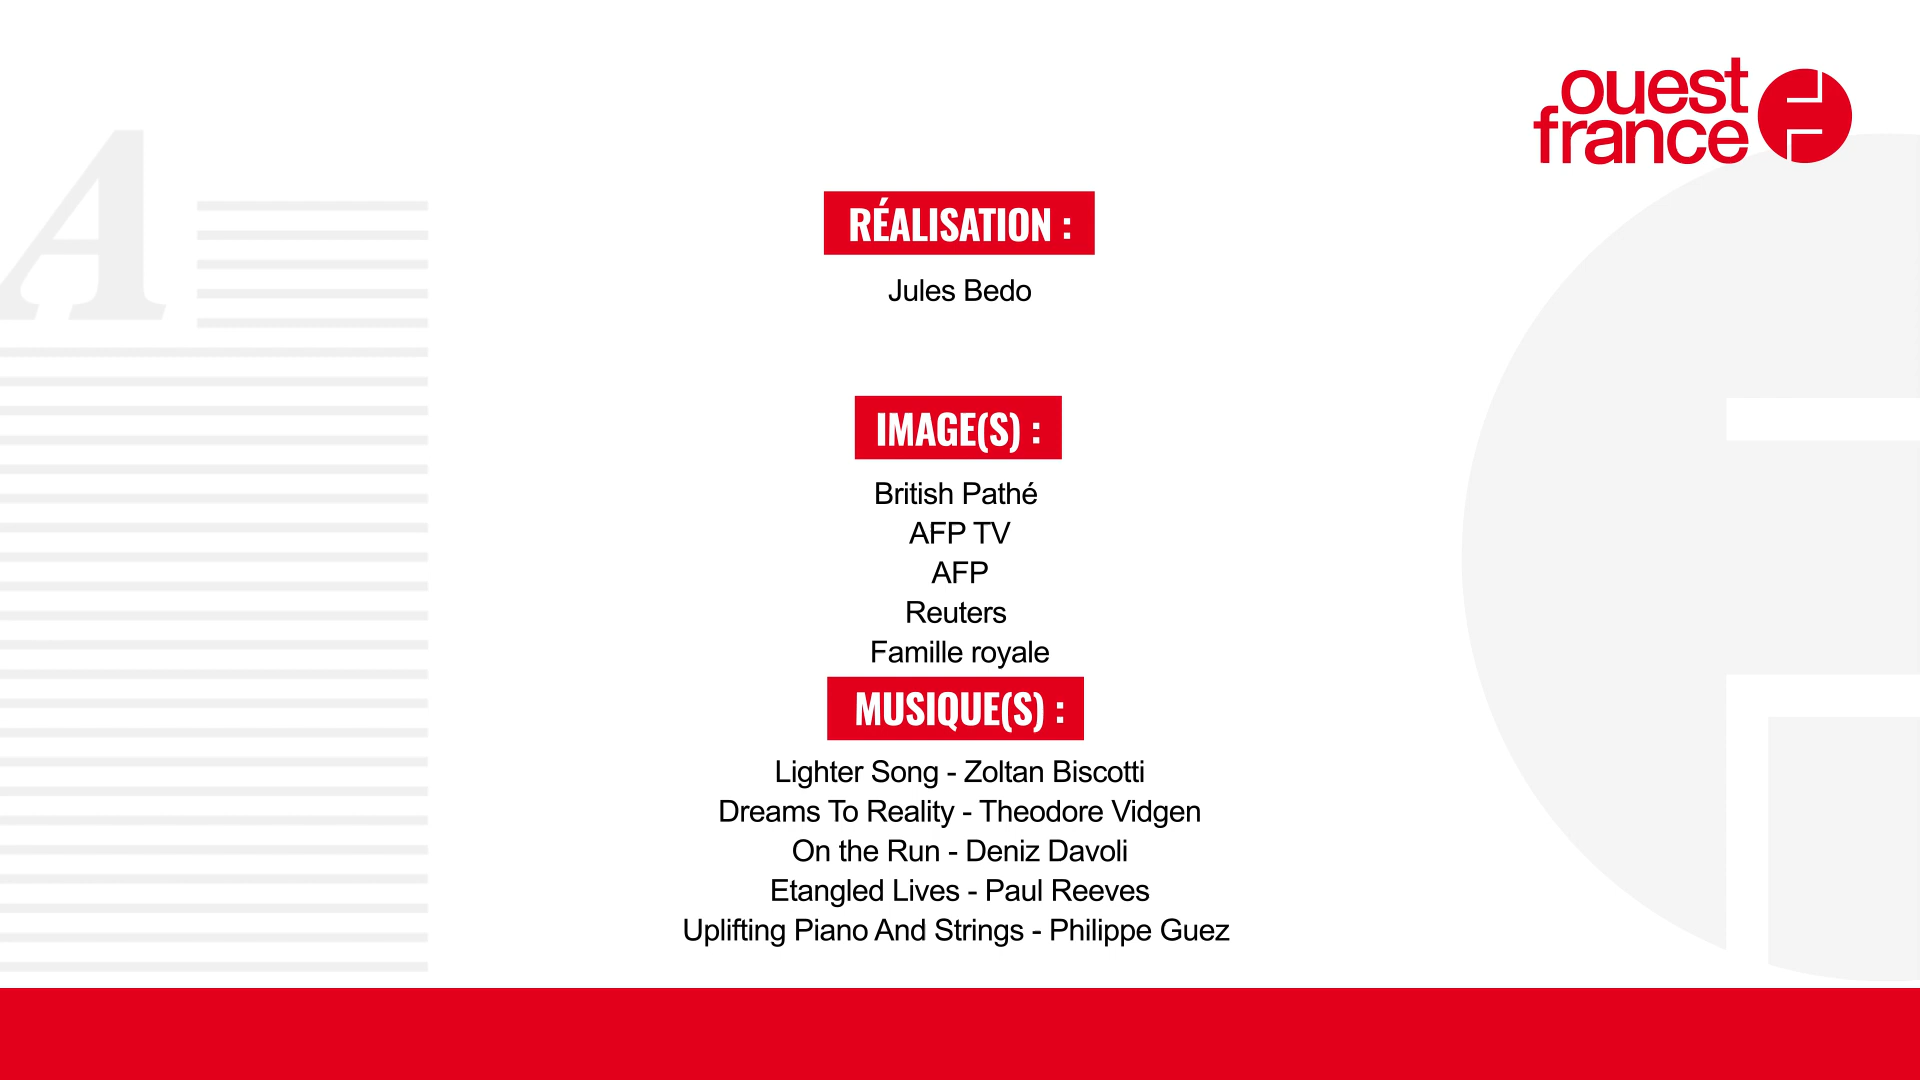 ouest
france
RÉALISATION :
Jules Bedo
IMAGE(S) :
British Pathé
AFP TV
AFP
Reuters
Famille royale
MUSIQUE(S) :
Lighter Song - Zoltan Biscotti
Dreams To Reality - Theodore Vidgen
On the Run - Deniz Davoli
Etangled Lives - Paul Reeves
Uplifting Piano And Strings - Philippe Guez
A